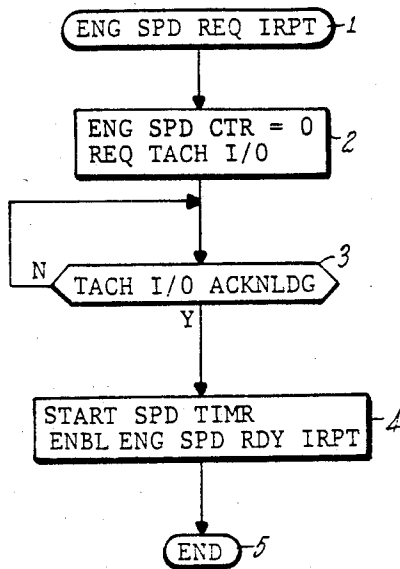 ENG SPD REQ IRPT 1
ENG SPD CTR = 0
REQ TACH I/O
2
3
N TACH I/O ACKNLDG
Y
START SPD TIMR
ENBL ENG SPD RDY IRPT
4
END 5